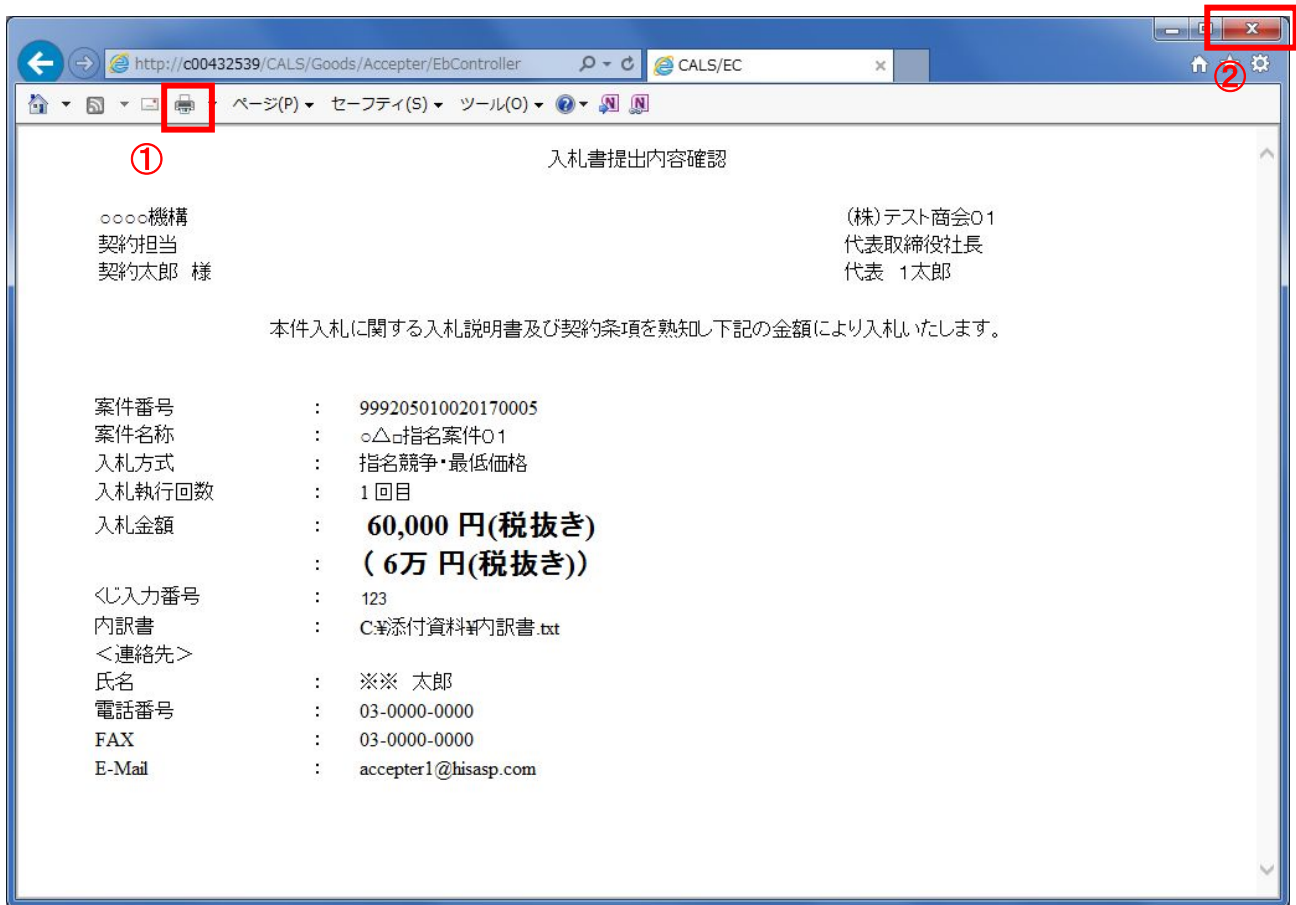 ②
http://c00432539/CALS/Goods/Accepter/EbController
CALS/EC
ページ(P) セーフティ(S) ツール(O)
①
入札書提出内容確認
○○○○機構
契約担当
契約太郎 様
(株)テスト商会01
代表取締役社長
代表 1太郎
本件入札に関する入札説明書及び契約条項を熟知し下記の金額により入札いたします。
案件番号 : 999205010020170005
案件名称 : ○△□指名案件01
入札方式 : 指名競争・最低価格
入札執行回数 : 1回目
入札金額 : 60,000 円(税抜き)
: ( 6万 円(税抜き))
くじ入力番号 : 123
内訳書 : C:¥添付資料¥内訳書.txt
<連絡先>
氏名 : ※※ 太郎
電話番号 : 03-0000-0000
FAX : 03-0000-0000
E-Mail : accepter1@hisasp.com